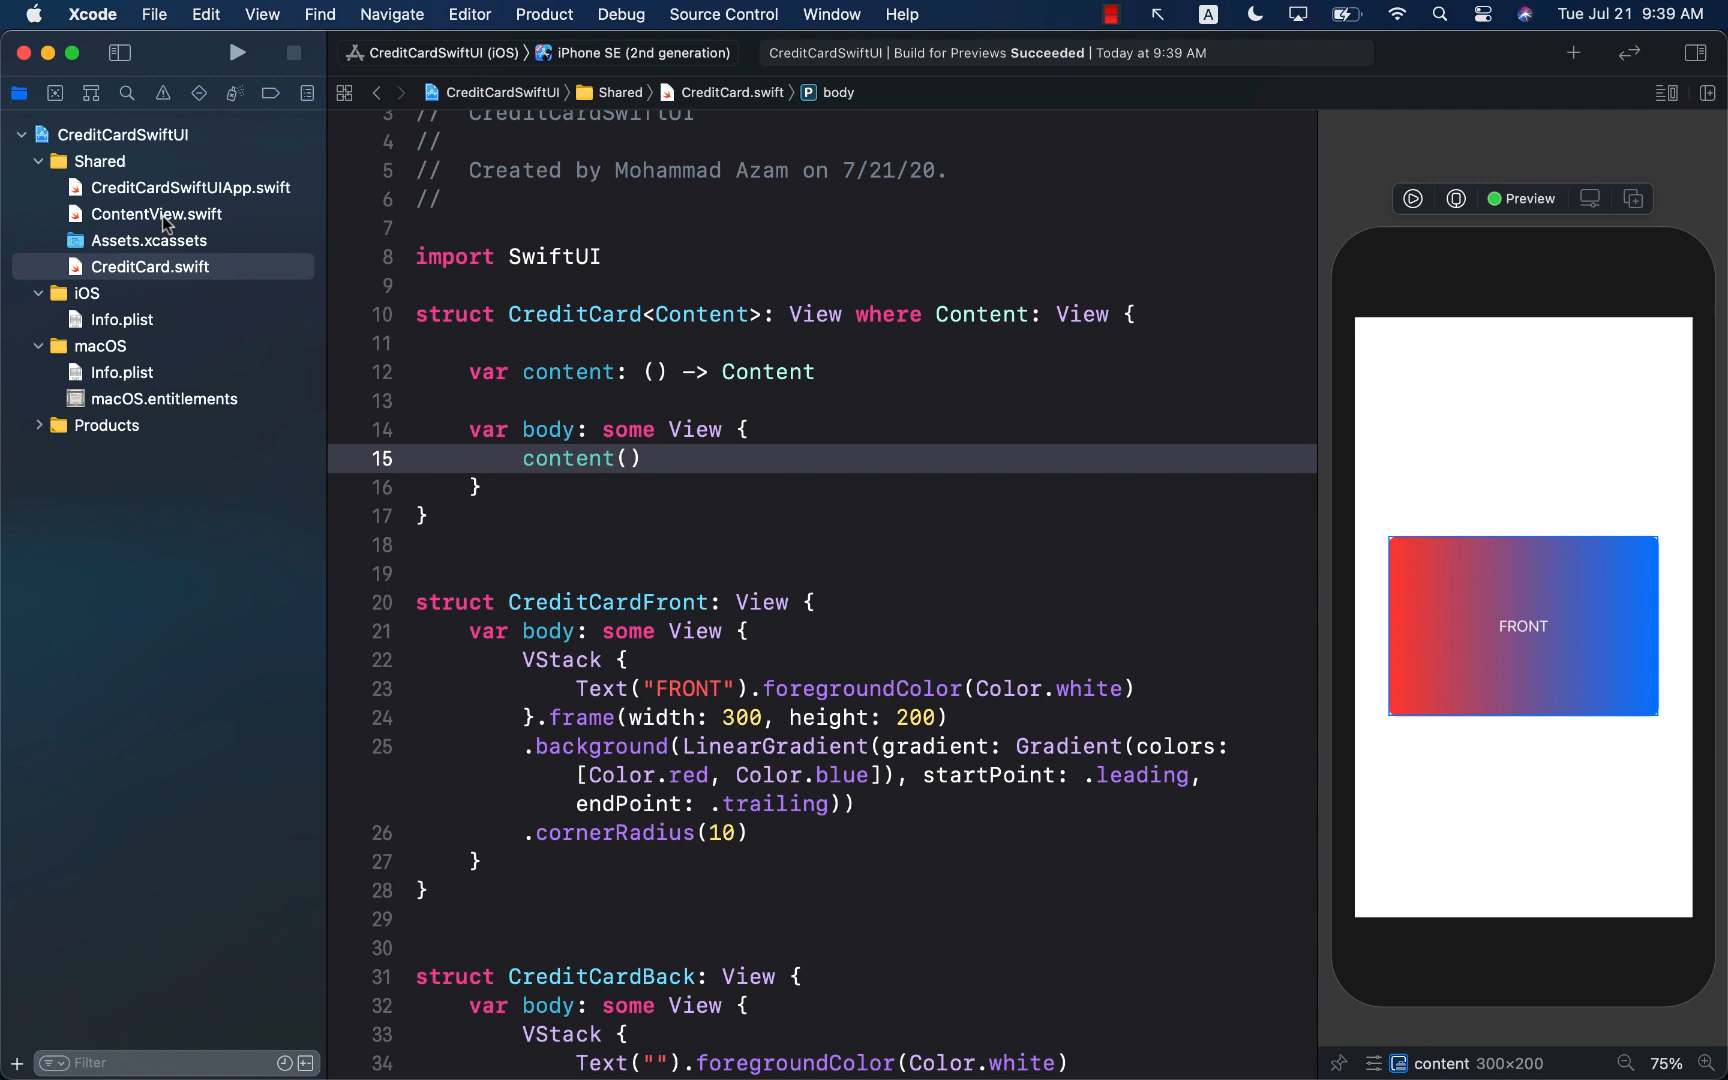 Xcode File Edit View Find Navigate Editor Product Debug Source Control Window Help A Tue Jul 21 9:39 AM
CreditCardSwiftUI (iOS) 〉 iPhone SE (2nd generation) CreditCardSwiftUI | Build for Previews Succeeded | Today at 9:39 AM
CreditCardSwiftUI 〉 Shared 〉 CreditCard.swift 〉 P body
CreditCardSwiftUI
Shared
CreditCardSwiftUIApp.swift
ContentView.swift
Assets.xcassets
CreditCard.swift
iOS
Info.plist
macOS
Info.plist
macOS.entitlements
Products
Filter
3 // CreditCardSwiftUI
4 //
5 // Created by Mohammad Azam on 7/21/20.
6 //
7
8 import SwiftUI
9
10 struct CreditCard<Content>: View where Content: View {
11
12 var content: () -> Content
13
14 var body: some View {
15 content()
16 }
17 }
18
19
20 struct CreditCardFront: View {
21 var body: some View {
22 VStack {
23 Text("FRONT").foregroundColor(Color.white)
24 }.frame(width: 300, height: 200)
25 .background(LinearGradient(gradient: Gradient(colors:
[Color.red, Color.blue]), startPoint: .leading,
endPoint: .trailing))
26 .cornerRadius(10)
27 }
28 }
29
30
31 struct CreditCardBack: View {
32 var body: some View {
33 VStack {
34 Text("").foregroundColor(Color.white)
Preview
FRONT
content 300×200 75%